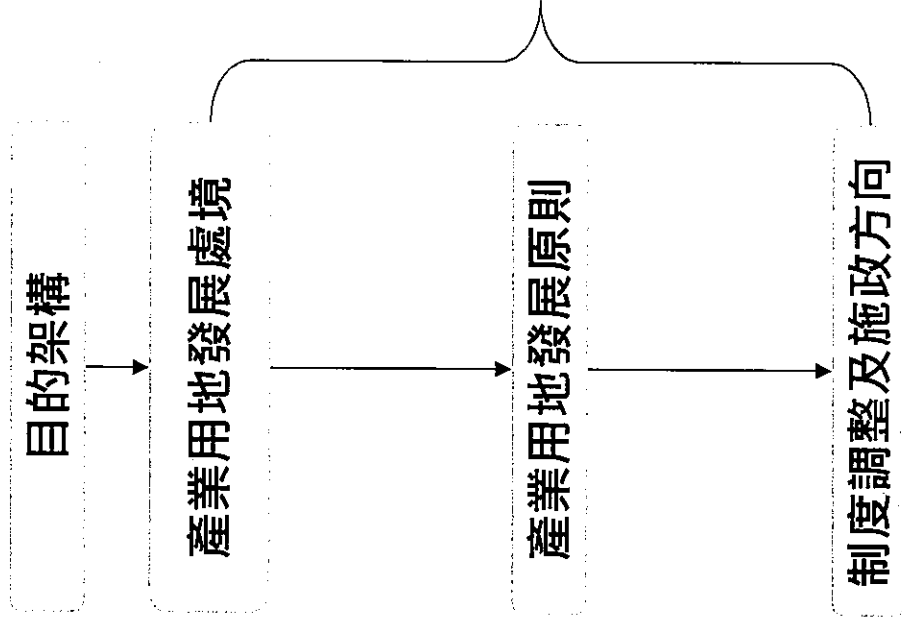 目的架構
產業用地發展處境
產業用地發展原則
制度調整及施政方向